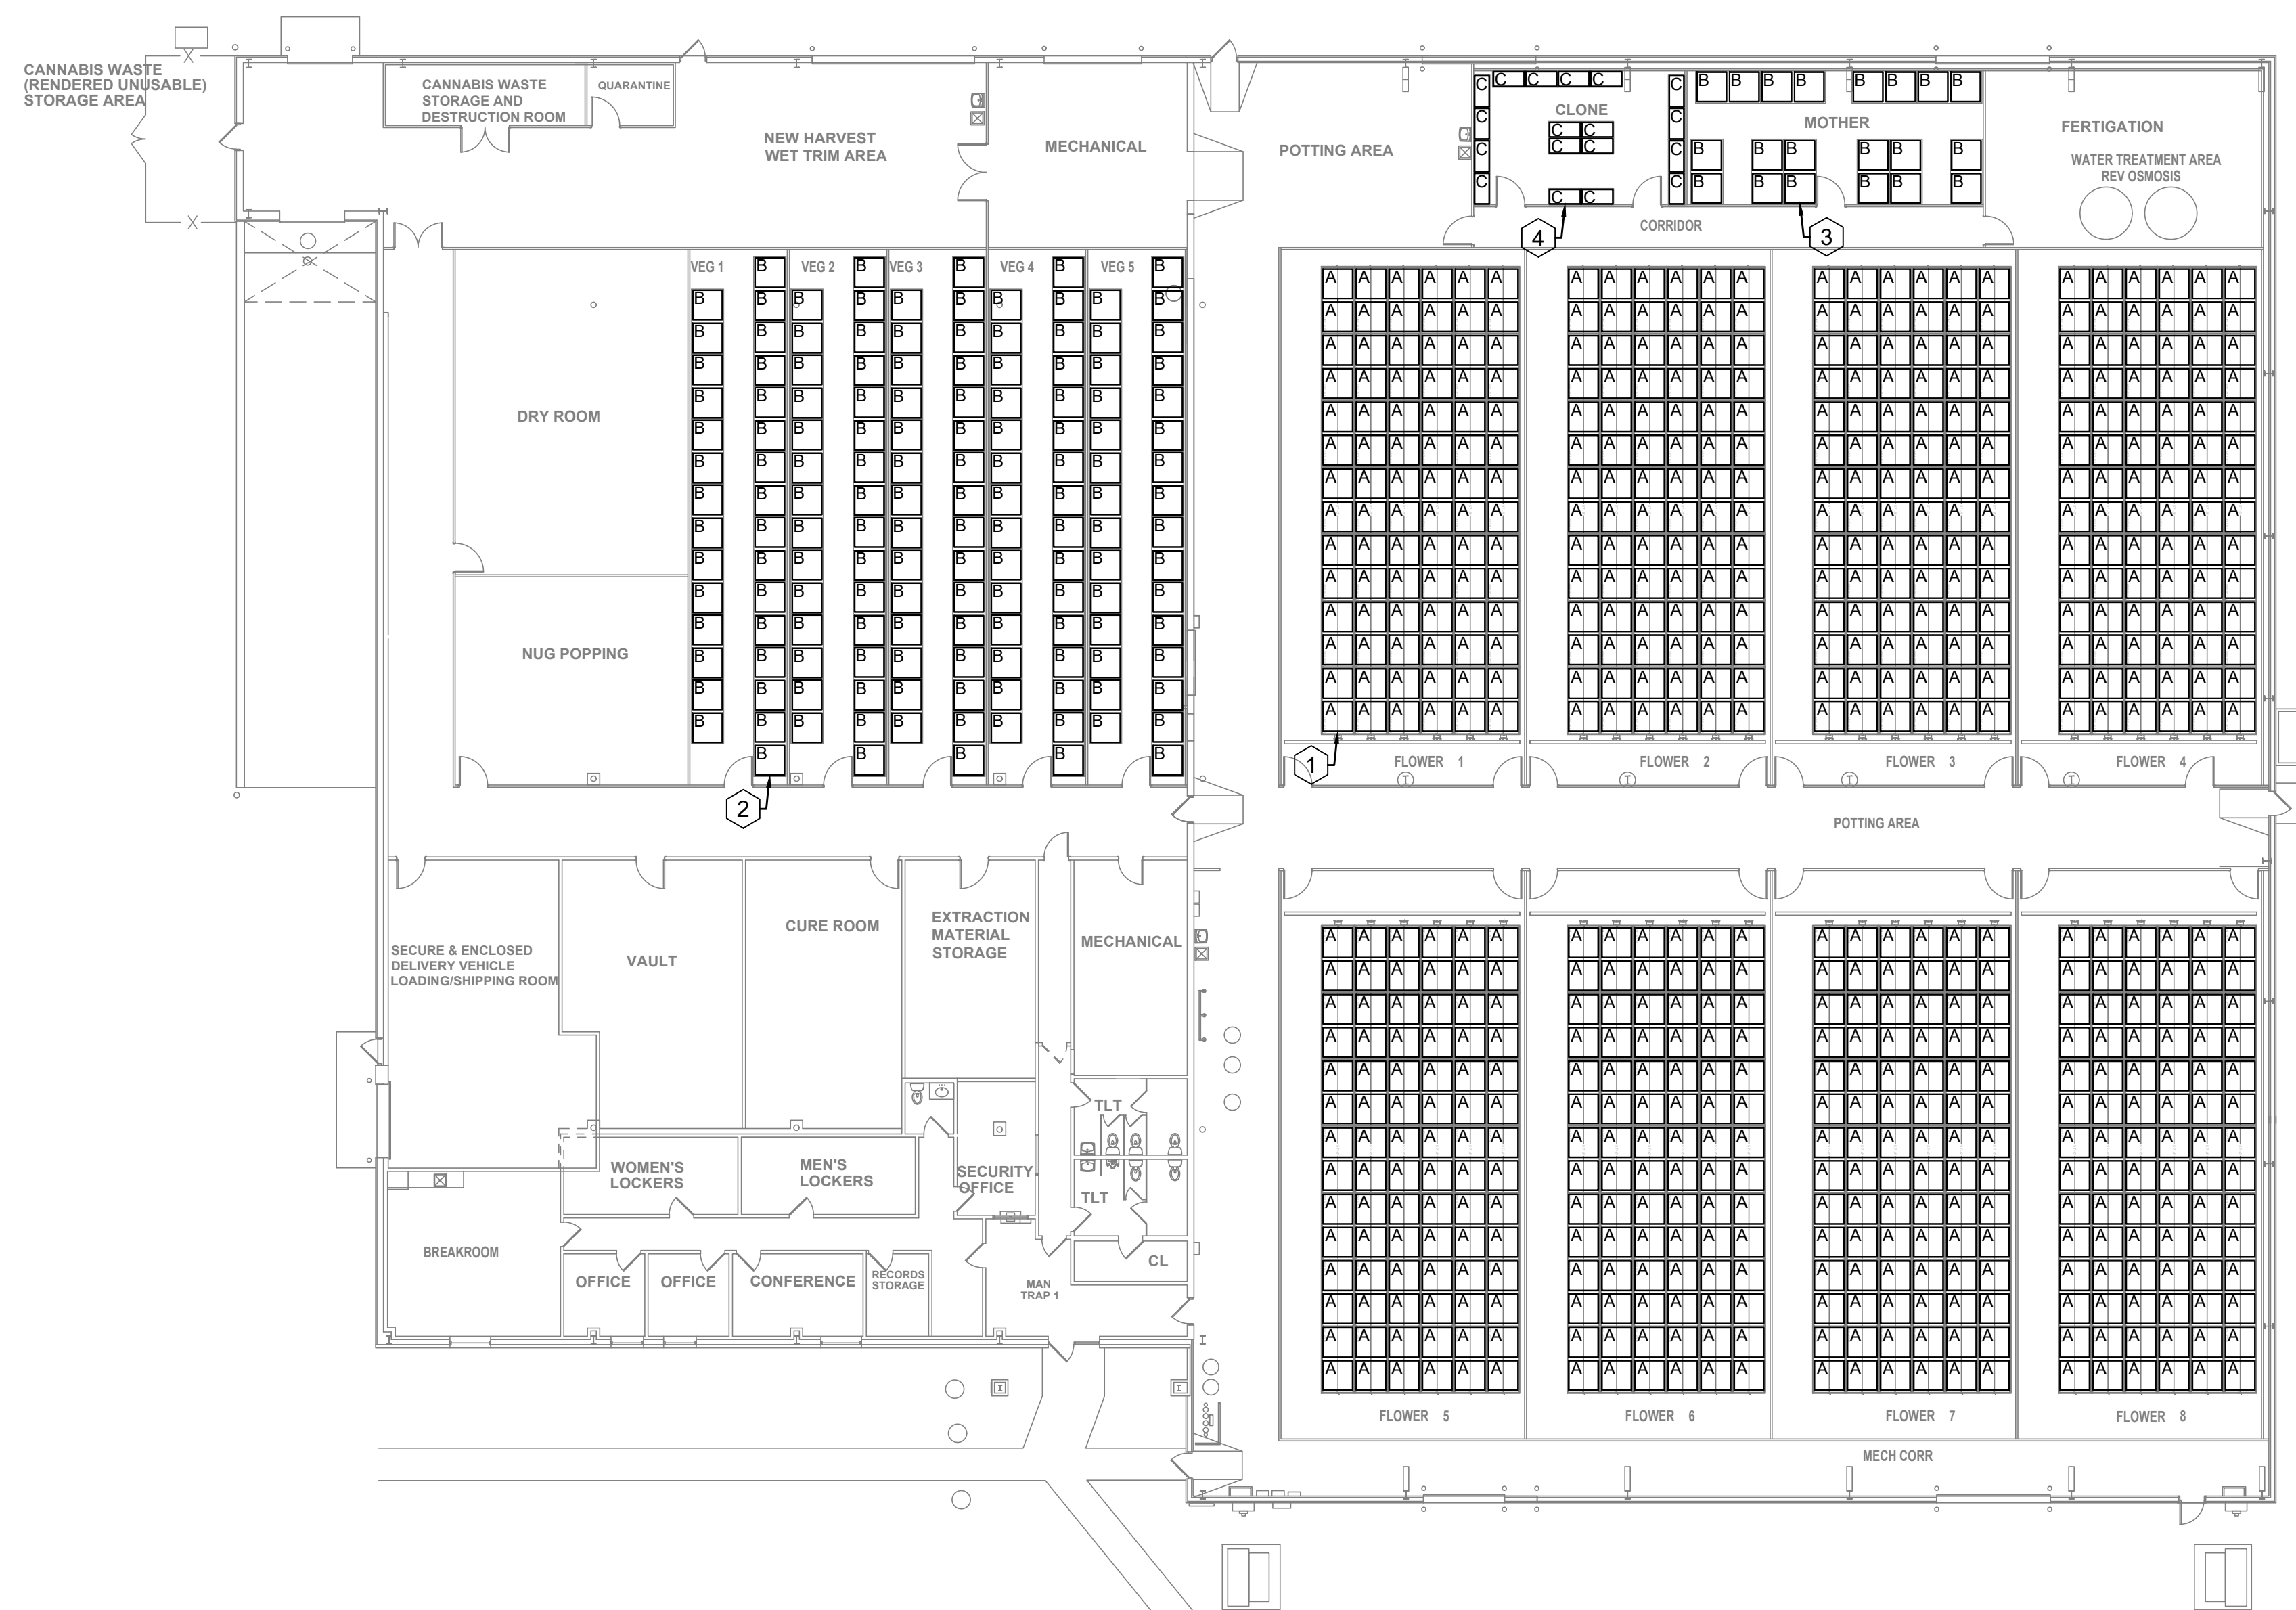 CANNABIS WASTE
(RENDERED UNUSABLE)
STORAGE AREA
CANNABIS WASTE
STORAGE AND
DESTRUCTION ROOM
QUARANTINE
NEW HARVEST
WET TRIM AREA
MECHANICAL
POTTING AREA
C C C C C C
CLONE
C C C C
C C C C
C C C C
B B B B B B B B
MOTHER
B B B B B B
B B B B B B
FERTIGATION
WATER TREATMENT AREA
REV OSMOSIS
4
CORRIDOR
3
VEG 1 B VEG 2 B VEG 3 B VEG 4 B VEG 5 B
B B B B B B B B B B
B B B B B B B B B B
B B B B B B B B B B
B B B B B B B B B B
B B B B B B B B B B
B B B B B B B B B B
B B B B B B B B B B
B B B B B B B B B B
B B B B B B B B B B
B B B B B B B B B B
B B B B B B B B B B
B B B B B B B B B B
B B B B B B B B B B
B B B B B B B B B B
B B B B B
2
DRY ROOM
NUG POPPING
A A A A A A A A A A A A A A A A A A A A A A A A
A A A A A A A A A A A A A A A A A A A A A A A A
A A A A A A A A A A A A A A A A A A A A A A A A
A A A A A A A A A A A A A A A A A A A A A A A A
A A A A A A A A A A A A A A A A A A A A A A A A
A A A A A A A A A A A A A A A A A A A A A A A A
A A A A A A A A A A A A A A A A A A A A A A A A
A A A A A A A A A A A A A A A A A A A A A A A A
A A A A A A A A A A A A A A A A A A A A A A A A
A A A A A A A A A A A A A A A A A A A A A A A A
A A A A A A A A A A A A A A A A A A A A A A A A
A A A A A A A A A A A A A A A A A A A A A A A A
A A A A A A A A A A A A A A A A A A A A A A A A
A A A A A A A A A A A A A A A A A A A A A A A A
1
FLOWER 1
FLOWER 2
FLOWER 3
FLOWER 4
POTTING AREA
SECURE & ENCLOSED
DELIVERY VEHICLE
LOADING/SHIPPING ROOM
VAULT
CURE ROOM
EXTRACTION
MATERIAL
STORAGE
MECHANICAL
A A A A A A A A A A A A A A A A A A A A A A A A
A A A A A A A A A A A A A A A A A A A A A A A A
A A A A A A A A A A A A A A A A A A A A A A A A
A A A A A A A A A A A A A A A A A A A A A A A A
A A A A A A A A A A A A A A A A A A A A A A A A
A A A A A A A A A A A A A A A A A A A A A A A A
A A A A A A A A A A A A A A A A A A A A A A A A
A A A A A A A A A A A A A A A A A A A A A A A A
A A A A A A A A A A A A A A A A A A A A A A A A
A A A A A A A A A A A A A A A A A A A A A A A A
A A A A A A A A A A A A A A A A A A A A A A A A
A A A A A A A A A A A A A A A A A A A A A A A A
A A A A A A A A A A A A A A A A A A A A A A A A
A A A A A A A A A A A A A A A A A A A A A A A A
TLT
WOMEN'S
LOCKERS
MEN'S
LOCKERS
SECURITY
OFFICE
TLT
BREAKROOM
OFFICE
OFFICE
CONFERENCE
RECORDS
STORAGE
MAN
TRAP 1
CL
FLOWER 5
FLOWER 6
FLOWER 7
FLOWER 8
MECH CORR